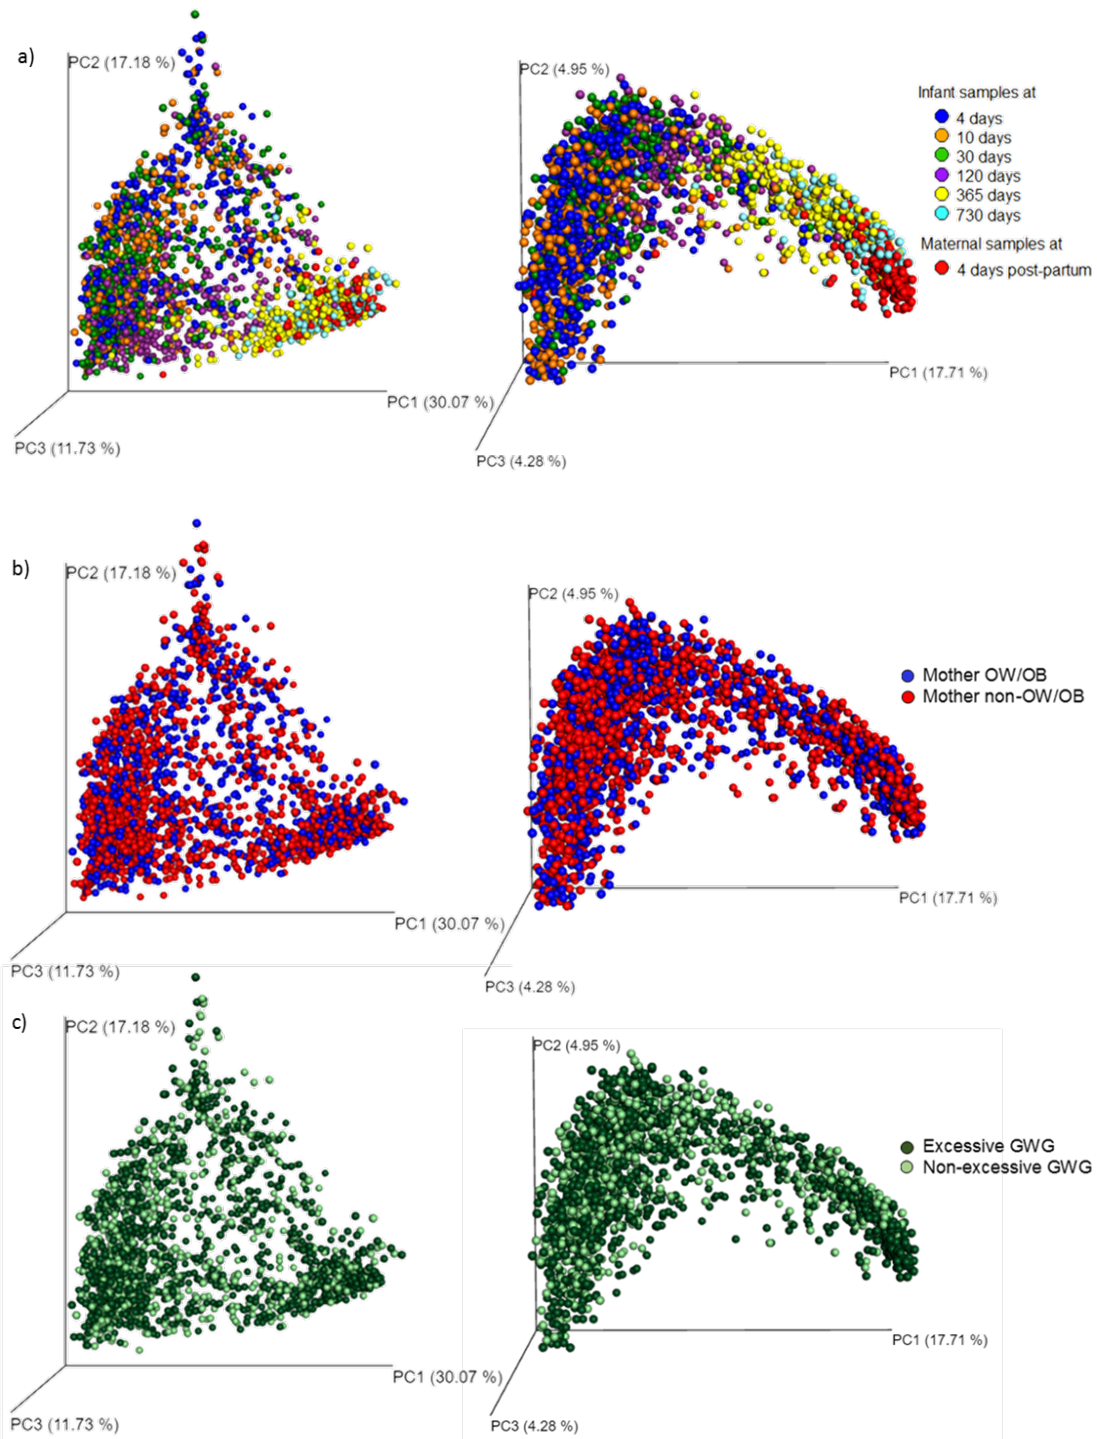 a)
PC2 (17.18 %)
PC1 (30.07 %)
PC3 (11.73 %)
PC2 (4.95 %)
PC1 (17.71 %)
PC3 (4.28 %)
Infant samples at
4 days
10 days
30 days
120 days
365 days
730 days
Maternal samples at
4 days post-partum
b)
PC2 (17.18 %)
PC1 (30.07 %)
PC3 (11.73 %)
PC2 (4.95 %)
PC1 (17.71 %)
PC3 (4.28 %)
Mother OW/OB
Mother non-OW/OB
c)
PC2 (17.18 %)
PC1 (30.07 %)
PC3 (11.73 %)
PC2 (4.95 %)
PC1 (17.71 %)
PC3 (4.28 %)
Excessive GWG
Non-excessive GWG